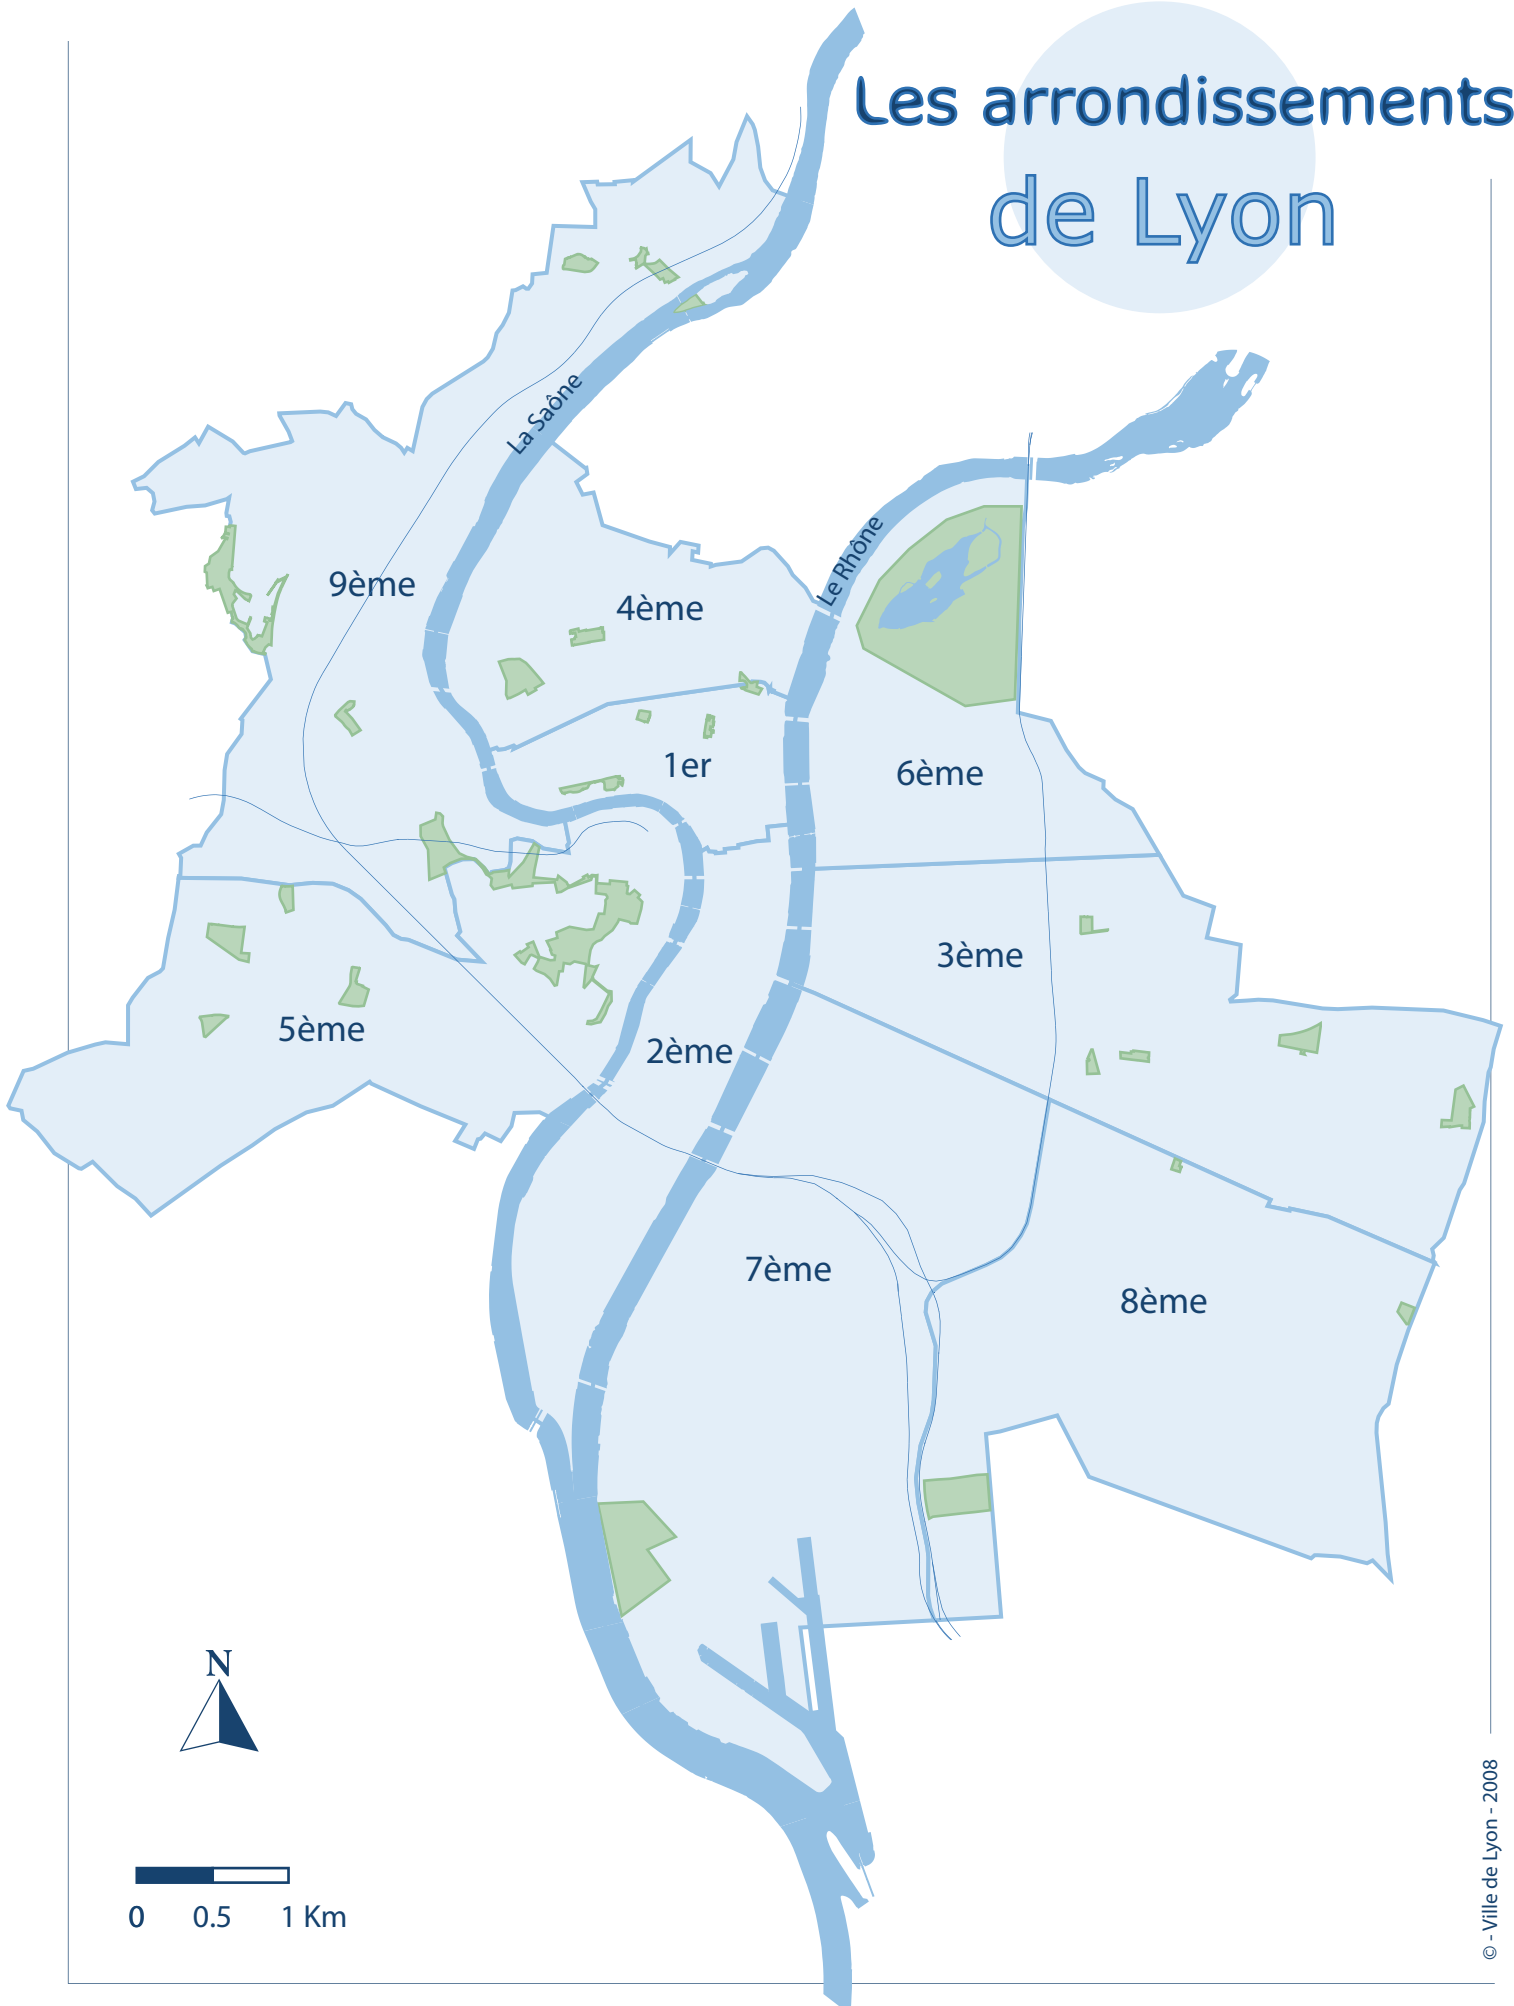 Les arrondissements
de Lyon
La Saône
Le Rhône
9ème
4ème
1er
6ème
3ème
5ème
2ème
7ème
8ème
N
0 0.5 1 Km
© - Ville de Lyon - 2008